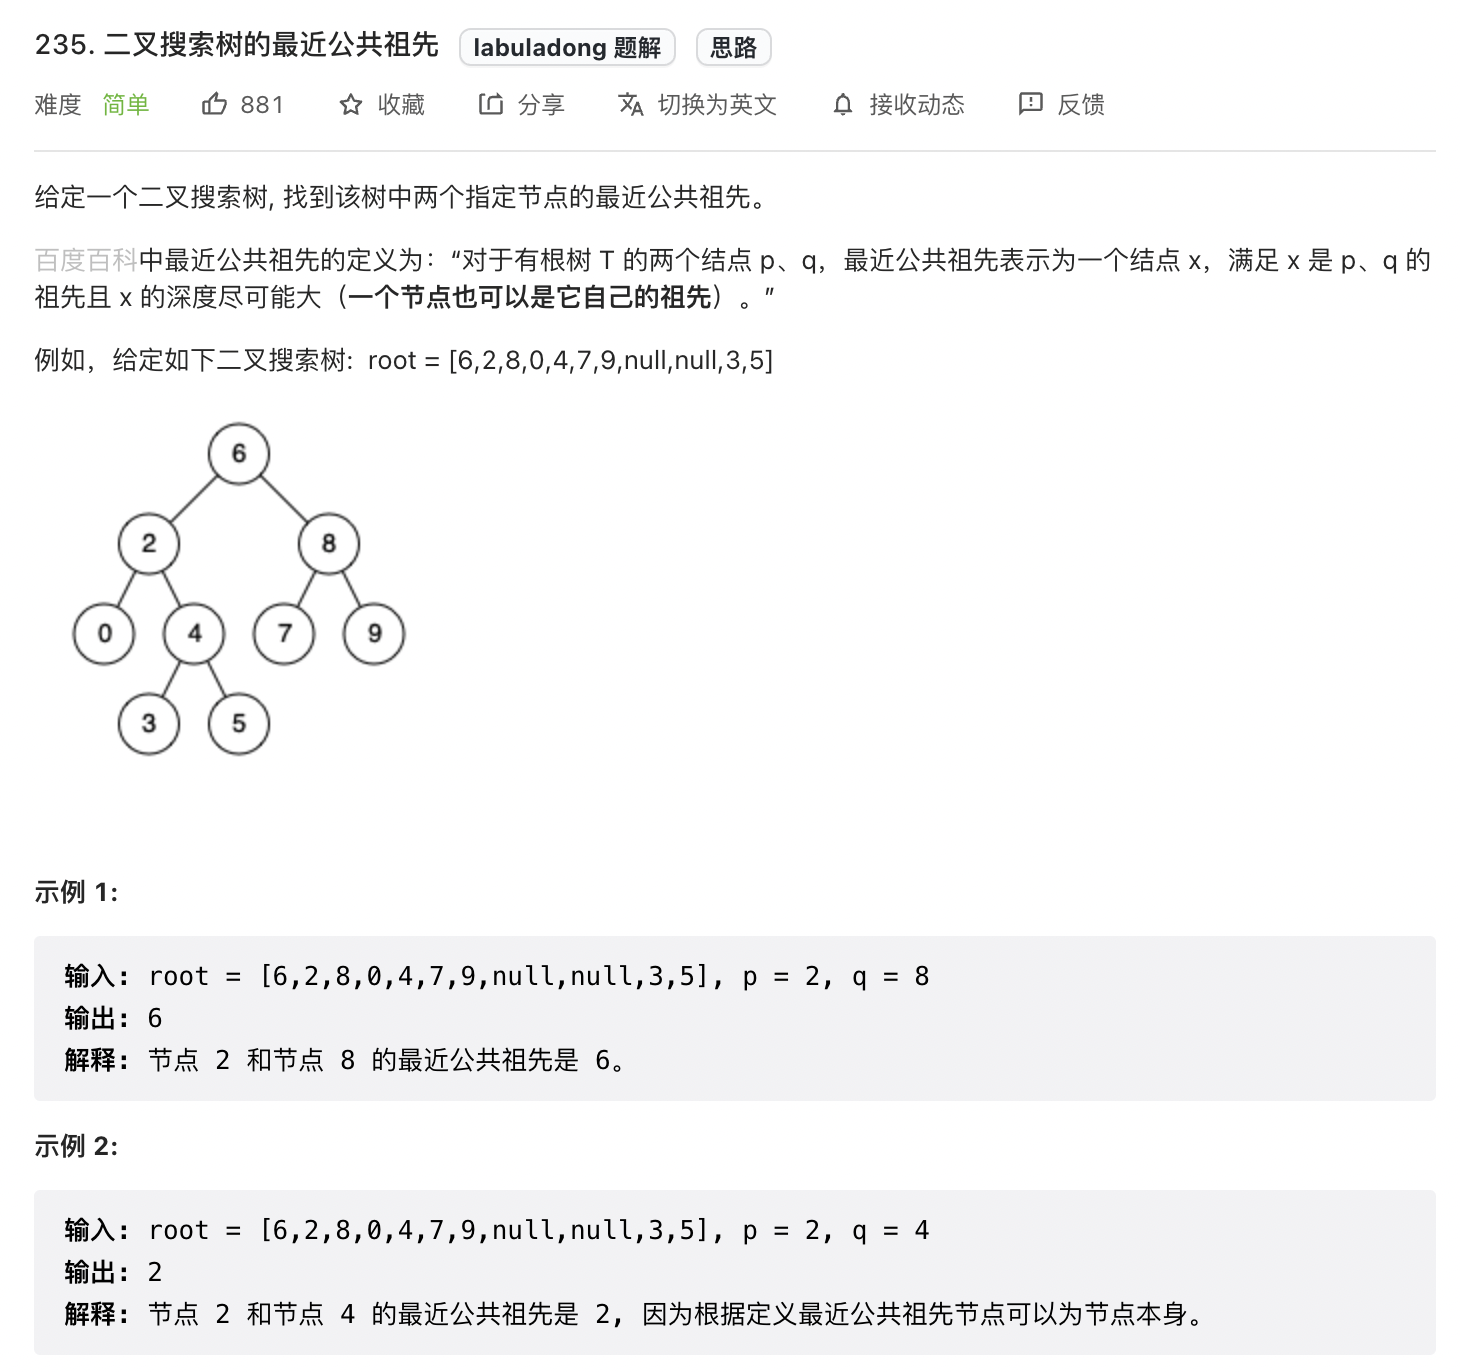 235. 二叉搜索树的最近公共祖先 labuladong 题解 思路
难度 简单 881 收藏 分享 切换为英文 接收动态 反馈
给定一个二叉搜索树, 找到该树中两个指定节点的最近公共祖先。
百度百科中最近公共祖先的定义为：“对于有根树 T 的两个结点 p、q，最近公共祖先表示为一个结点 x，满足 x 是 p、q 的
祖先且 x 的深度尽可能大（一个节点也可以是它自己的祖先）。”
例如，给定如下二叉搜索树: root = [6,2,8,0,4,7,9,null,null,3,5]
6
2 8
0 4 7 9
3 5
示例 1:
输入: root = [6,2,8,0,4,7,9,null,null,3,5], p = 2, q = 8
输出: 6
解释: 节点 2 和节点 8 的最近公共祖先是 6。
示例 2:
输入: root = [6,2,8,0,4,7,9,null,null,3,5], p = 2, q = 4
输出: 2
解释: 节点 2 和节点 4 的最近公共祖先是 2, 因为根据定义最近公共祖先节点可以为节点本身。